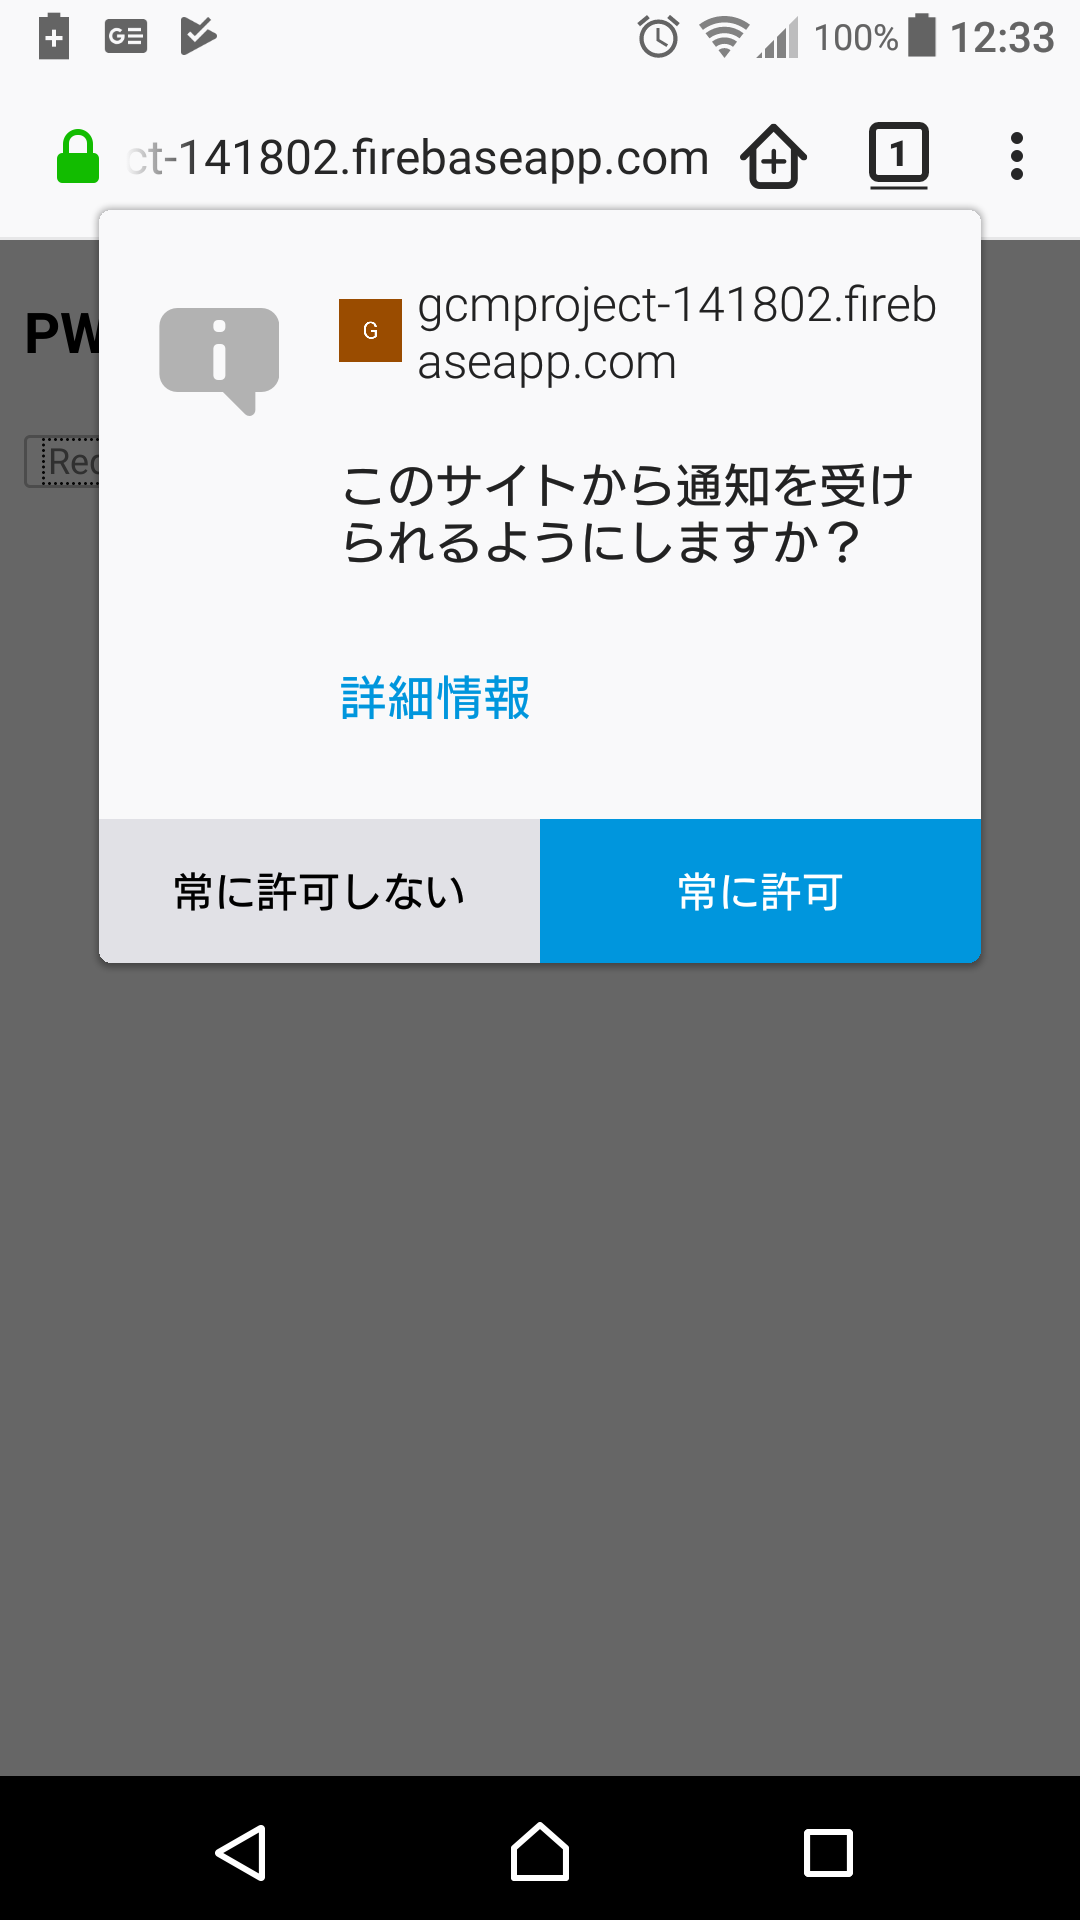 100% 12:33
ct-141802.firebaseapp.com
1
PW
Rec
G
gcmproject-141802.fireb
aseapp.com
このサイトから通知を受け
られるようにしますか？
詳細情報
常に許可しない
常に許可